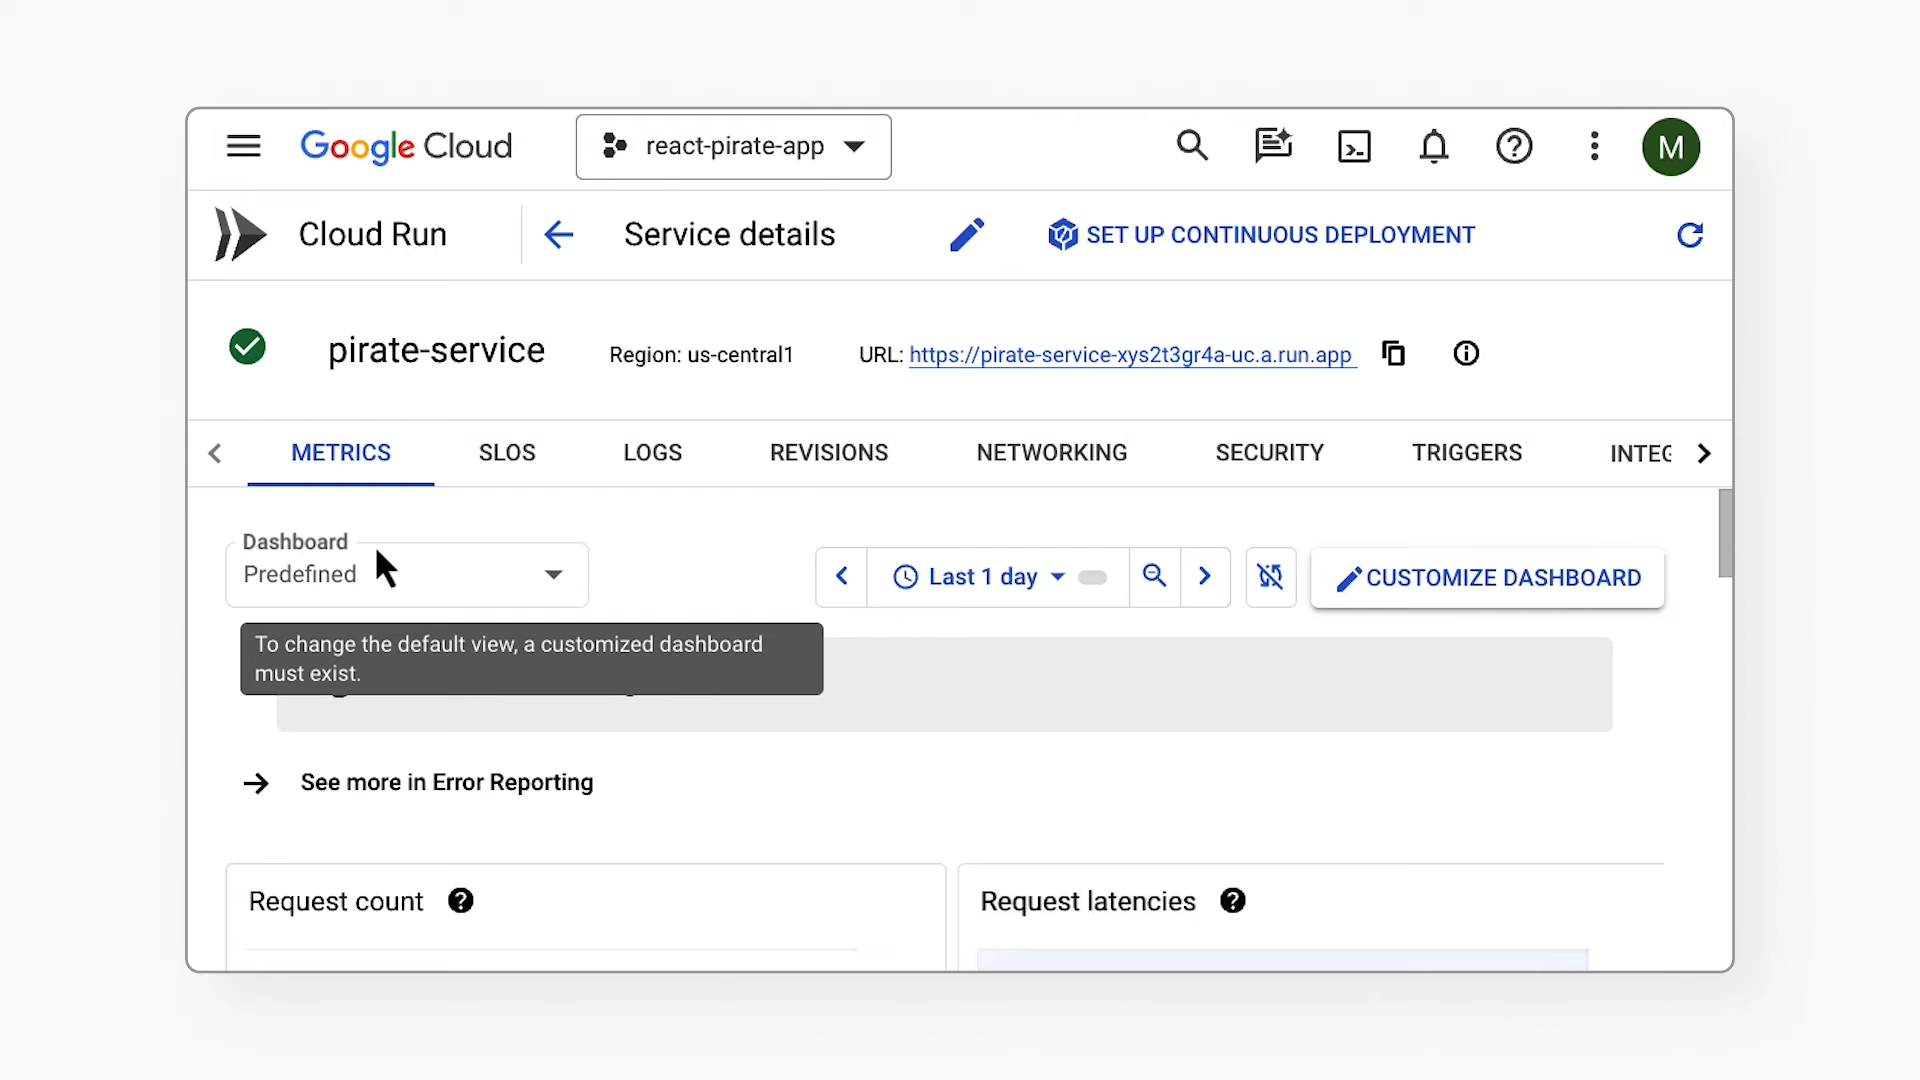 Google Cloud
react-pirate-app
M
Cloud Run
Service details
SET UP CONTINUOUS DEPLOYMENT
pirate-service
Region: us-central1
URL: https://pirate-service-xys2t3gr4a-uc.a.run.app
METRICS
SLOS
LOGS
REVISIONS
NETWORKING
SECURITY
TRIGGERS
INTEG
Dashboard
Predefined
Last 1 day
CUSTOMIZE DASHBOARD
To change the default view, a customized dashboard
must exist.
See more in Error Reporting
Request count
Request latencies